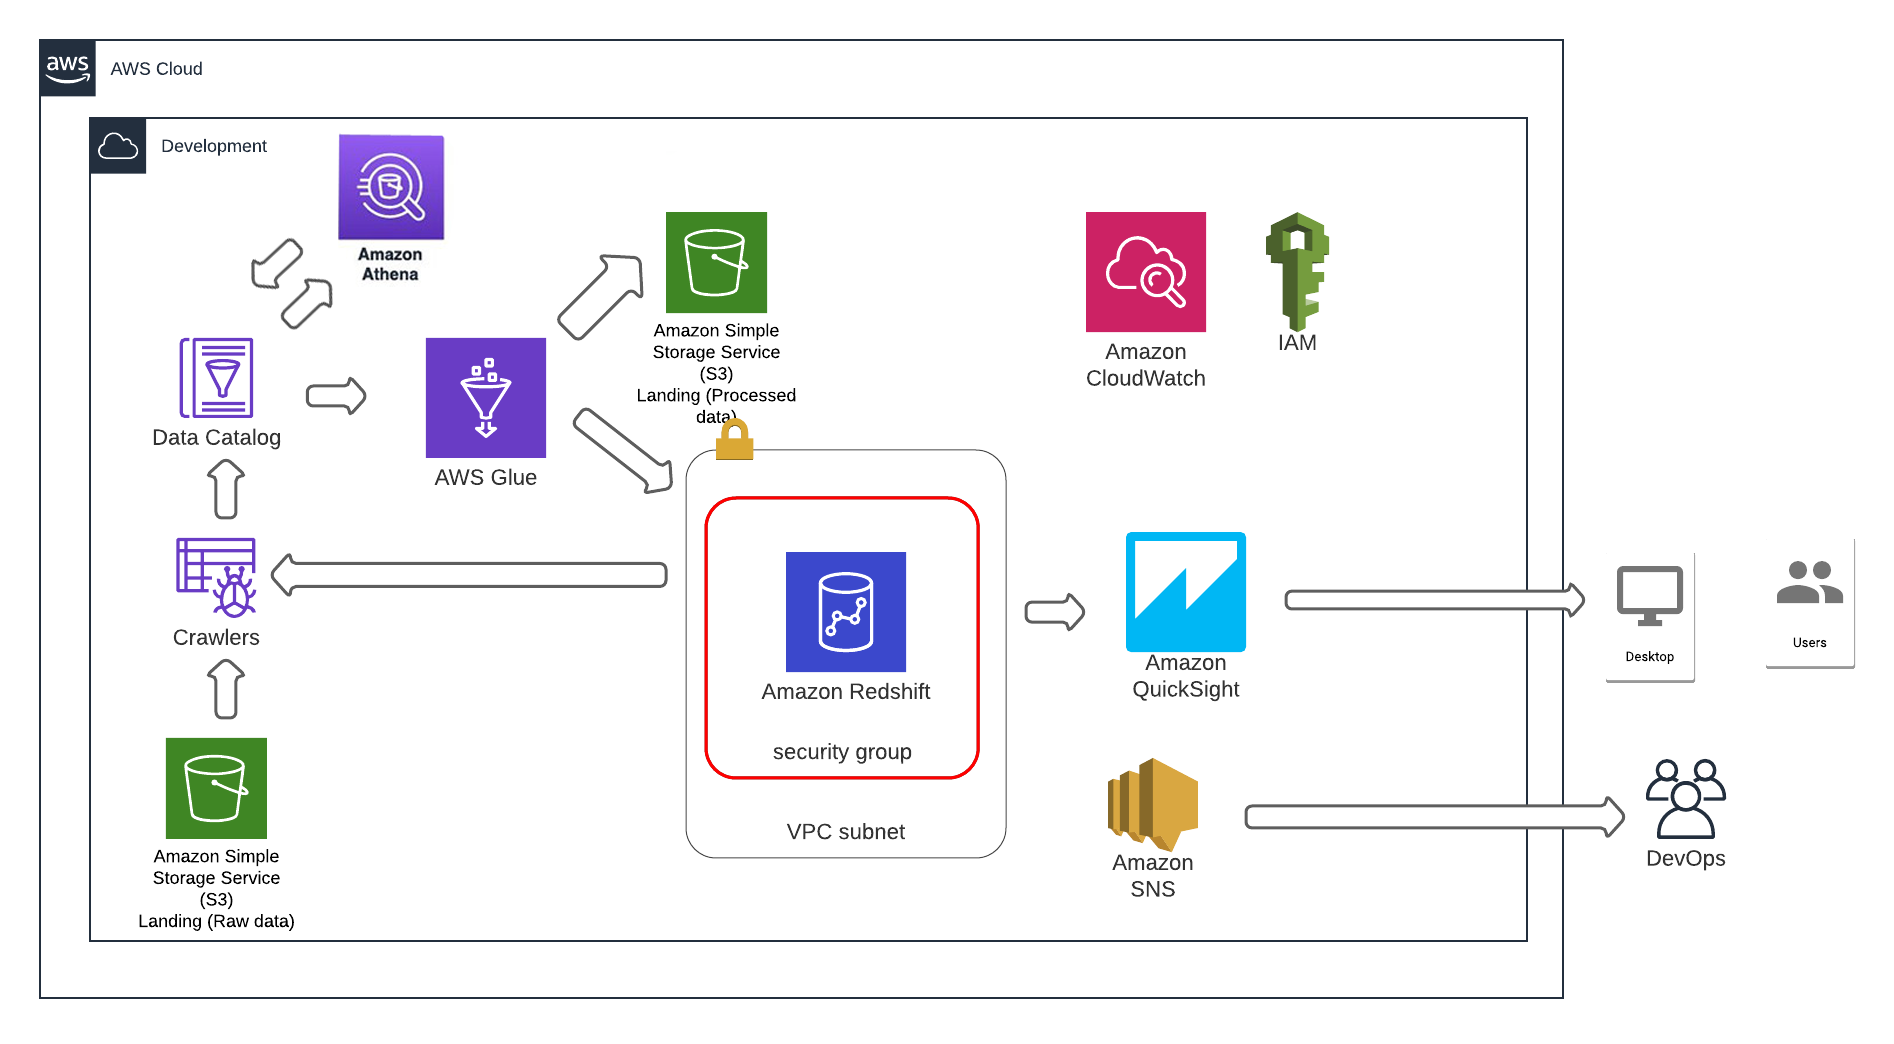 aws
AWS Cloud
Development
Amazon
Athena
Amazon Simple
Storage Service
(S3)
Landing (Processed
data)
Amazon
CloudWatch
IAM
Data Catalog
AWS Glue
Crawlers
Amazon Redshift
security group
VPC subnet
Amazon
QuickSight
Desktop
Users
Amazon Simple
Storage Service
(S3)
Landing (Raw data)
Amazon
SNS
DevOps